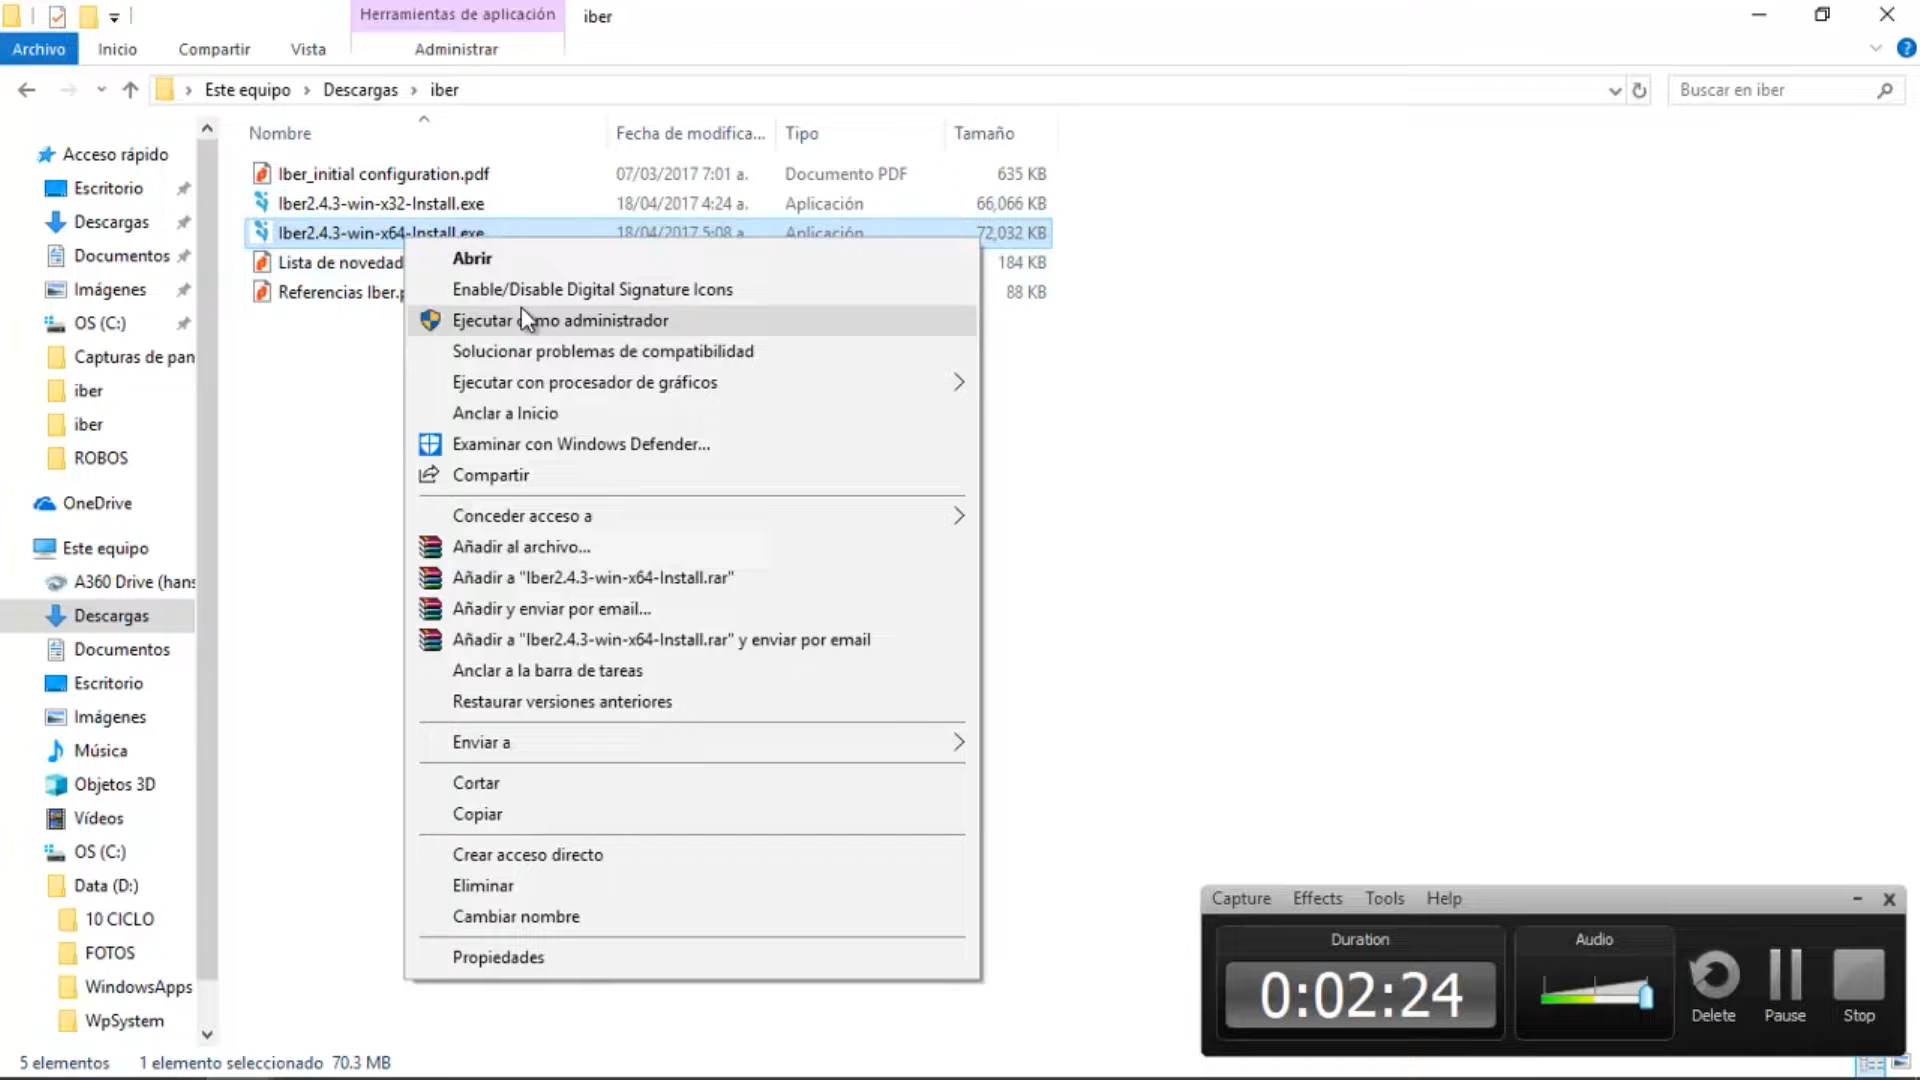 Herramientas de aplicación
iber
Archivo
Inicio
Compartir
Vista
Administrar
Este equipo
Descargas
iber
Buscar en iber
Nombre
Fecha de modifica...
Tipo
Tamaño
Iber_initial configuration.pdf
07/03/2017 7:01 a.
Documento PDF
635 KB
Iber2.4.3-win-x32-Install.exe
18/04/2017 4:24 a.
Aplicación
66,066 KB
Iber2.4.3-win-x64-Install.exe
18/04/2017 5:08 a.
Aplicación
72,032 KB
Lista de novedad
184 KB
Referencias Iber.p
88 KB
Acceso rápido
Escritorio
Descargas
Documentos
Imágenes
OS (C:)
Capturas de pan
iber
iber
ROBOS
OneDrive
Este equipo
A360 Drive (hans
Descargas
Documentos
Escritorio
Imágenes
Música
Objetos 3D
Vídeos
OS (C:)
Data (D:)
10 CICLO
FOTOS
WindowsApps
WpSystem
Abrir
Enable/Disable Digital Signature Icons
Ejecutar como administrador
Solucionar problemas de compatibilidad
Ejecutar con procesador de gráficos
Anclar a Inicio
Examinar con Windows Defender...
Compartir
Conceder acceso a
Añadir al archivo...
Añadir a "Iber2.4.3-win-x64-Install.rar"
Añadir y enviar por email...
Añadir a "Iber2.4.3-win-x64-Install.rar" y enviar por email
Anclar a la barra de tareas
Restaurar versiones anteriores
Enviar a
Cortar
Copiar
Crear acceso directo
Eliminar
Cambiar nombre
Propiedades
Capture Effects Tools Help
Duration
Audio
0:02:24
Delete
Pause
Stop
5 elementos
1 elemento seleccionado 70.3 MB